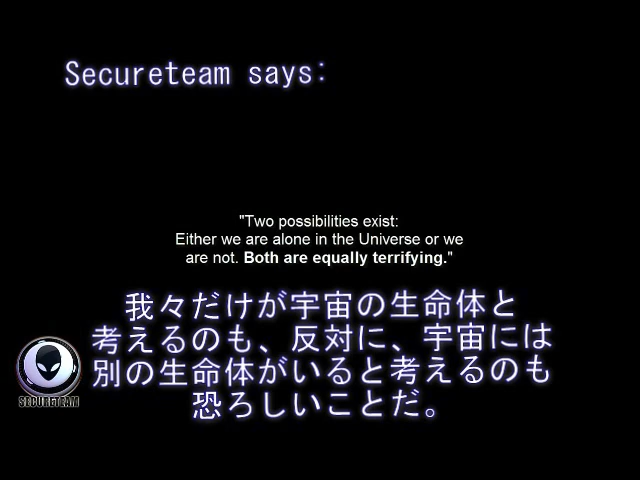 Secureteam says:
"Two possibilities exist:
Either we are alone in the Universe or we
are not. Both are equally terrifying."
我々だけが宇宙の生命体と
考えるのも、反対に、宇宙には
別の生命体がいると考えるのも
恐ろしいことだ。
SECURETEAM